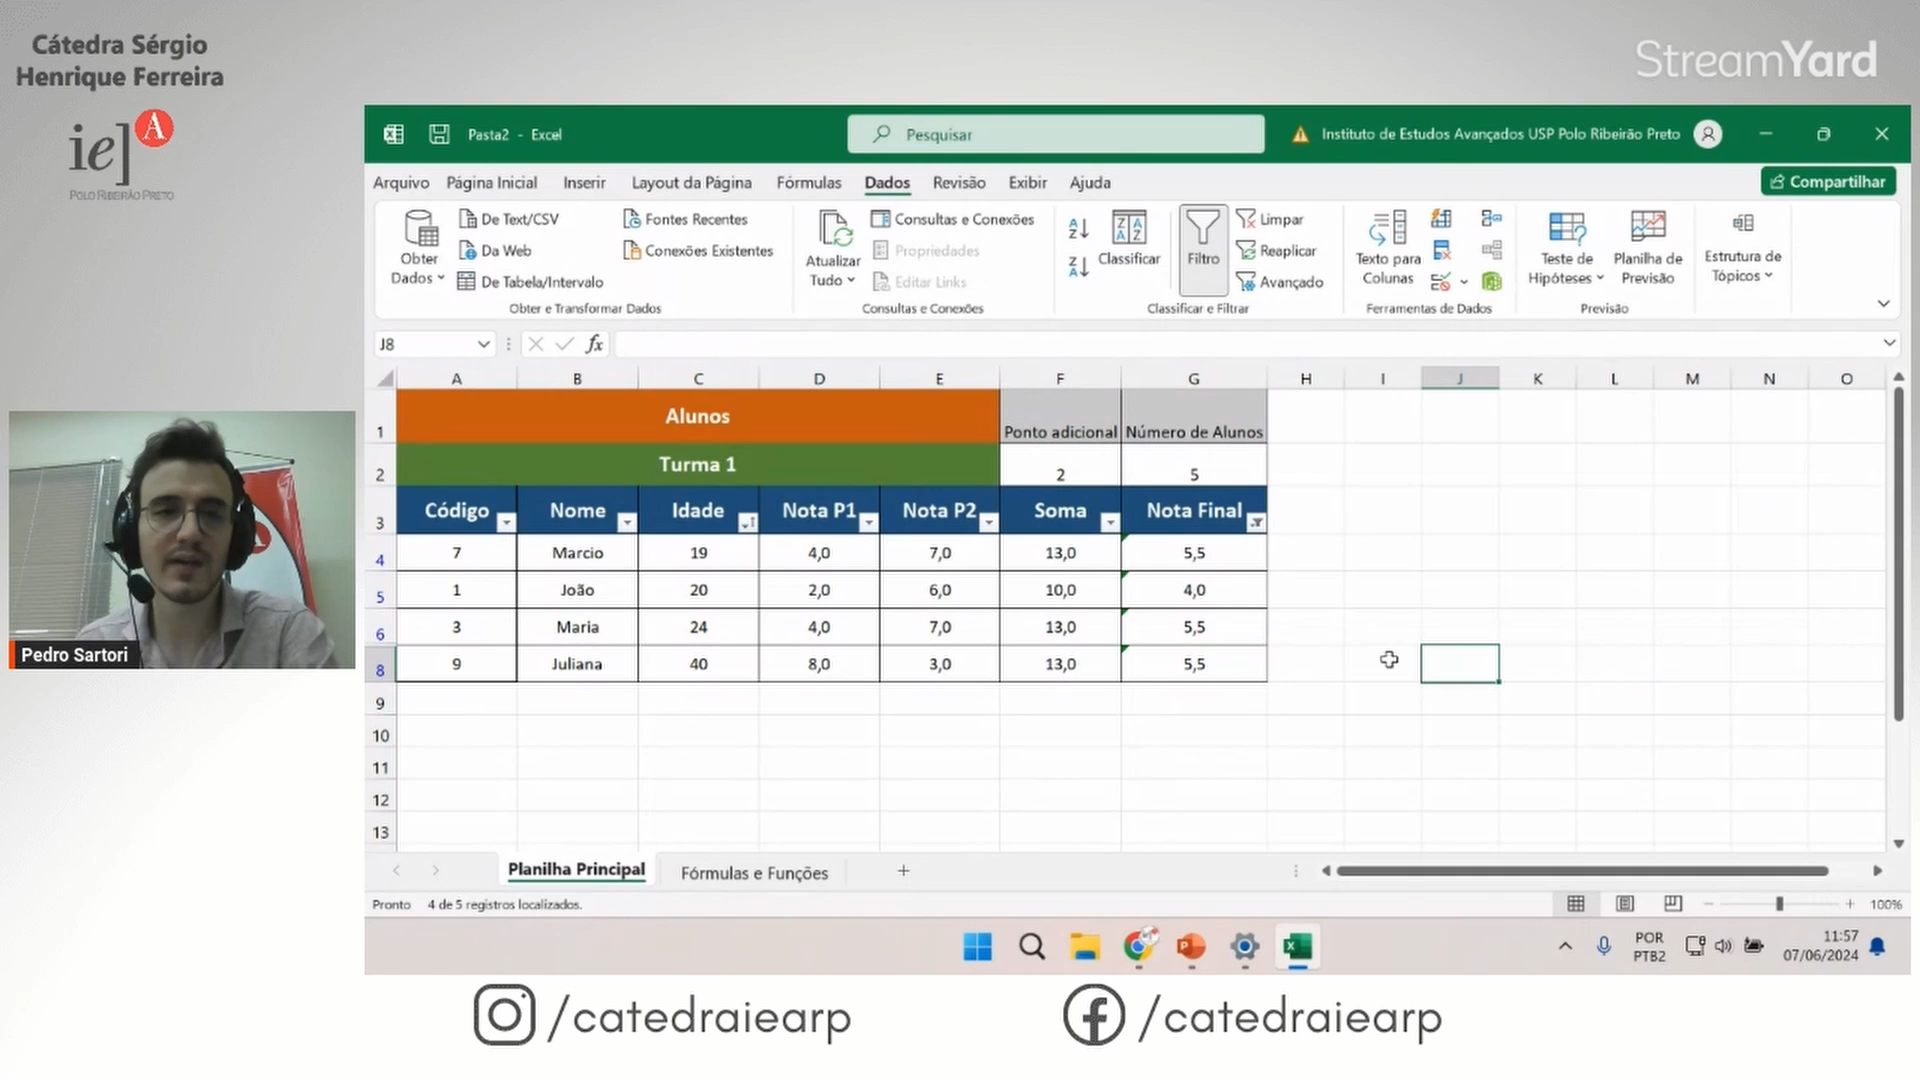 Cátedra Sérgio
Henrique Ferreira
ie]A
POLO RIBEIRÃO PRETO
StreamYard
Pasta2 - Excel
Pesquisar
Instituto de Estudos Avançados USP Polo Ribeirão Preto
Arquivo Página Inicial Inserir Layout da Página Fórmulas Dados Revisão Exibir Ajuda
Compartilhar
Obter Dados
De Text/CSV
Da Web
De Tabela/Intervalo
Fontes Recentes
Conexões Existentes
Obter e Transformar Dados
Atualizar Tudo
Consultas e Conexões
Propriedades
Editar Links
Consultas e Conexões
Classificar
Filtro
Limpar
Reaplicar
Avançado
Classificar e Filtrar
Texto para Colunas
Ferramentas de Dados
Teste de Hipóteses
Planilha de Previsão
Previsão
Estrutura de Tópicos
J8
fx
A B C D E F G H I J K L M N O
1 Alunos Ponto adicional Número de Alunos
2 Turma 1 2 5
3 Código Nome Idade Nota P1 Nota P2 Soma Nota Final
4 7 Marcio 19 4,0 7,0 13,0 5,5
5 1 João 20 2,0 6,0 10,0 4,0
6 3 Maria 24 4,0 7,0 13,0 5,5
8 9 Juliana 40 8,0 3,0 13,0 5,5
9
10
11
12
13
Pedro Sartori
Planilha Principal Fórmulas e Funções
Pronto 4 de 5 registros localizados.
100%
POR
PTB2
11:57
07/06/2024
/catedraiearp
/catedraiearp